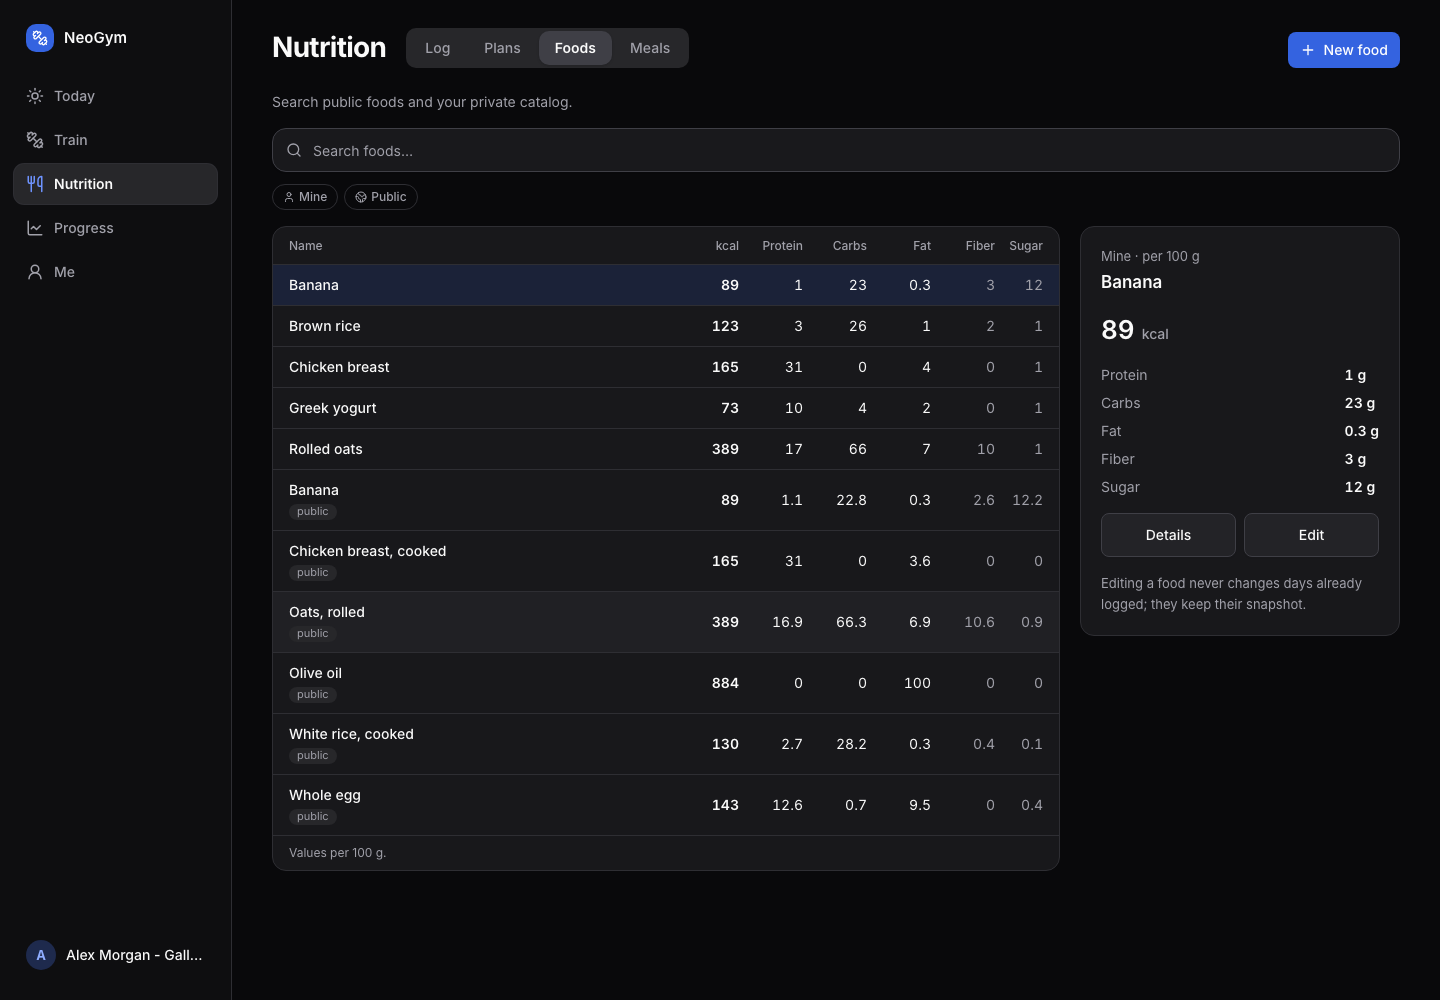 NeoGym
Today
Train
Nutrition
Progress
Me
Alex Morgan - Gall...
A
Nutrition
Log
Plans
Foods
Meals
New food
Search public foods and your private catalog.
Search foods...
Mine
Public
Name kcal Protein Carbs Fat Fiber Sugar
Banana 89 1 23 0.3 3 12
Brown rice 123 3 26 1 2 1
Chicken breast 165 31 0 4 0 1
Greek yogurt 73 10 4 2 0 1
Rolled oats 389 17 66 7 10 1
Banana 89 1.1 22.8 0.3 2.6 12.2
public
Chicken breast, cooked 165 31 0 3.6 0 0
public
Oats, rolled 389 16.9 66.3 6.9 10.6 0.9
public
Olive oil 884 0 0 100 0 0
public
White rice, cooked 130 2.7 28.2 0.3 0.4 0.1
public
Whole egg 143 12.6 0.7 9.5 0 0.4
public
Values per 100 g.
Mine · per 100 g
Banana
89 kcal
Protein 1 g
Carbs 23 g
Fat 0.3 g
Fiber 3 g
Sugar 12 g
Details
Edit
Editing a food never changes days already
logged; they keep their snapshot.